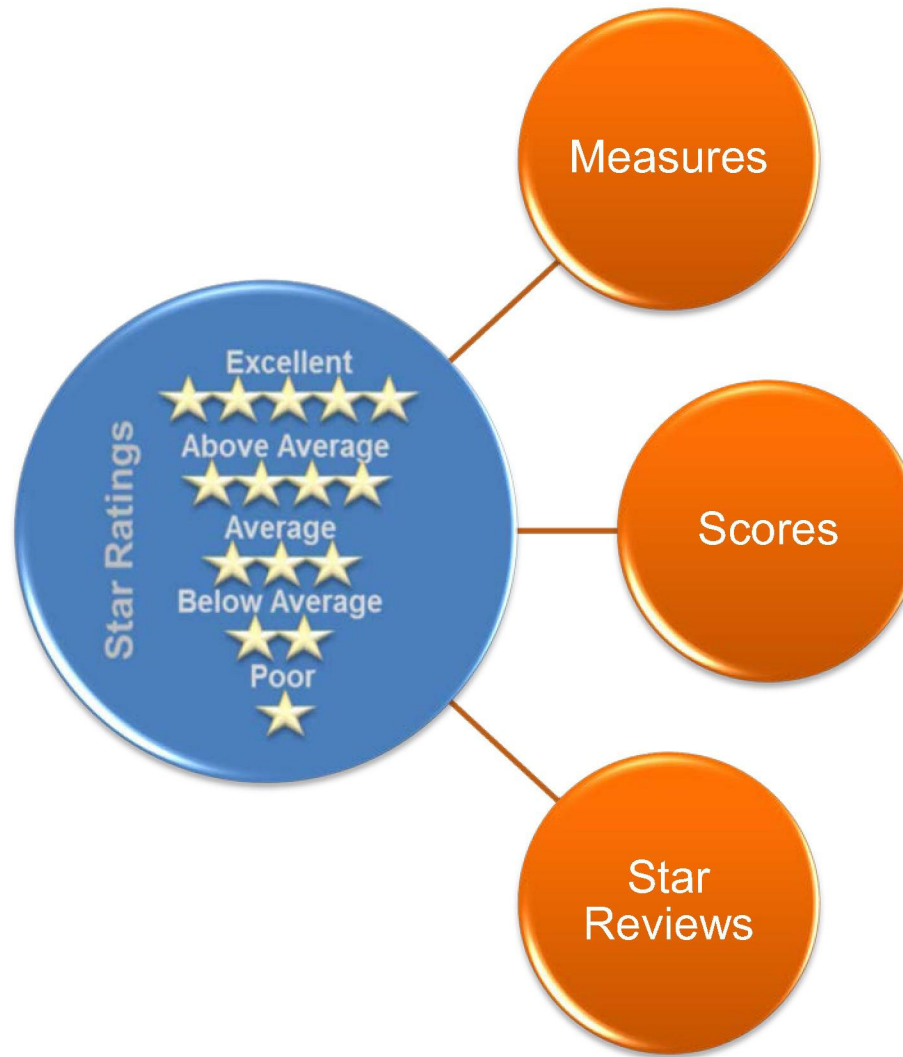 Measures
Star Ratings
Excellent
Above Average
Average
Below Average
Poor
Scores
Star
Reviews